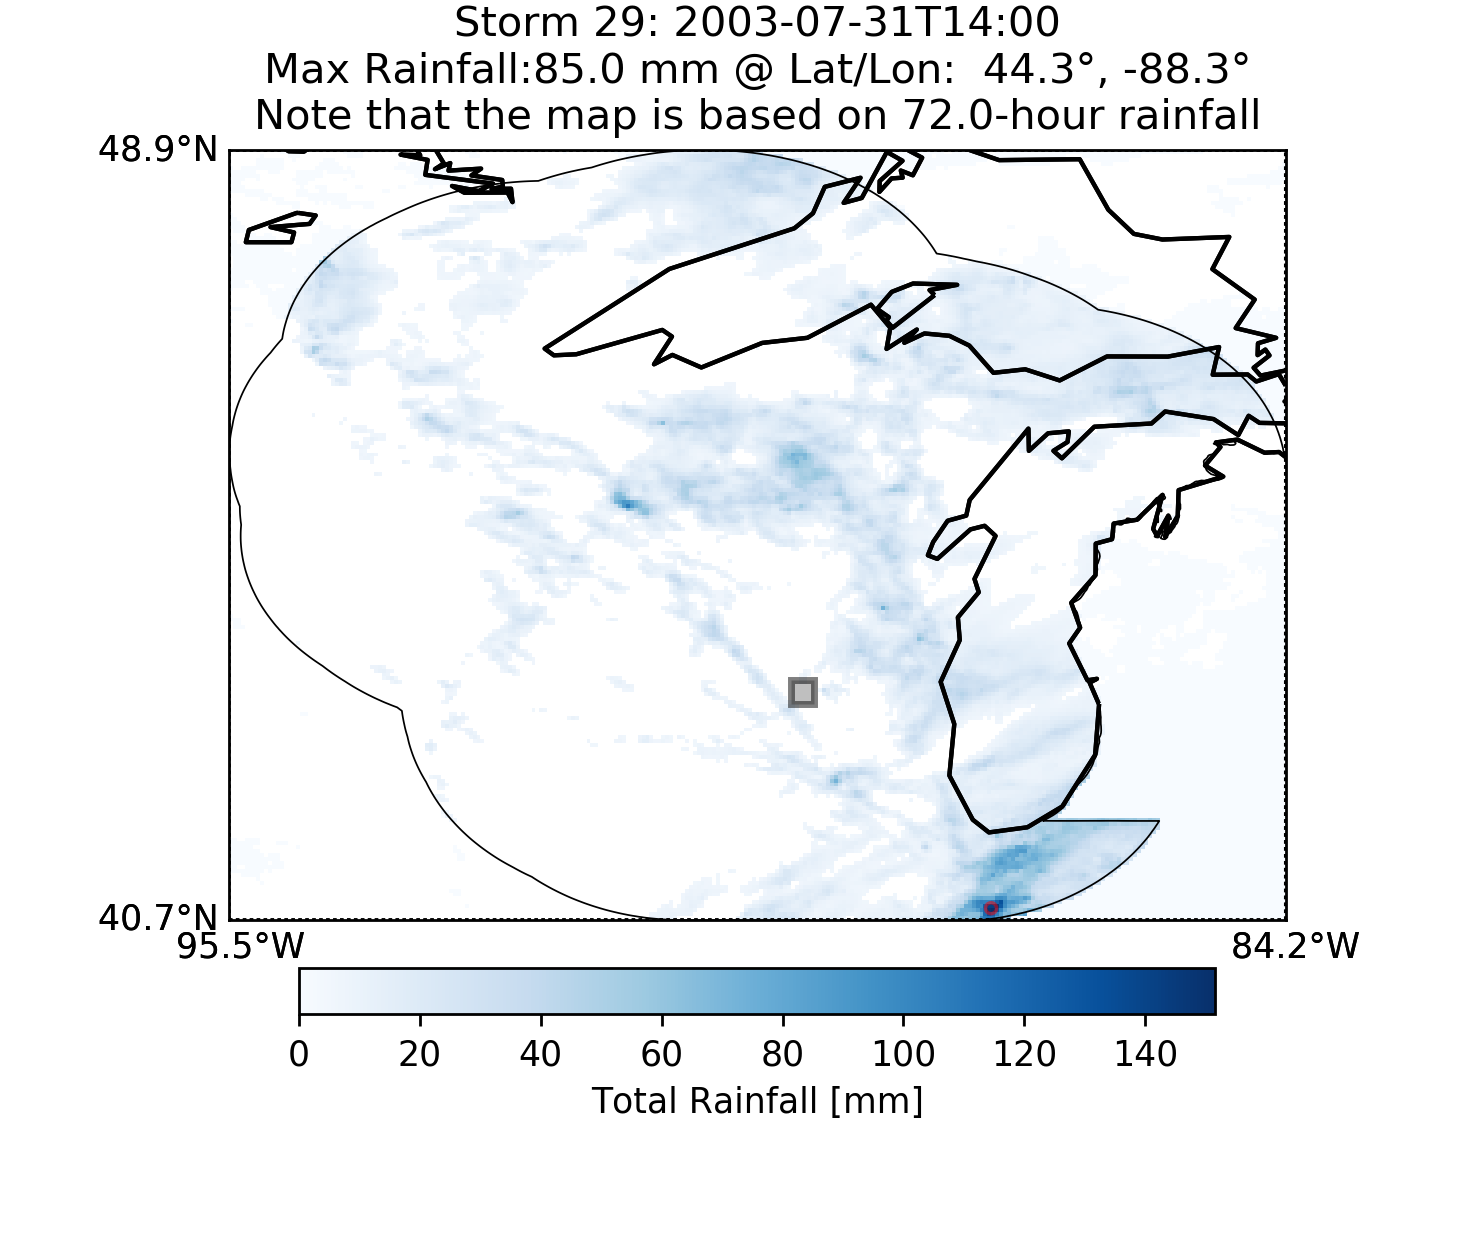 Storm 29: 2003-07-31T14:00
Max Rainfall:85.0 mm @ Lat/Lon:  44.3°, -88.3°
Note that the map is based on 72.0-hour rainfall
48.9°N
40.7°N
95.5°W 84.2°W
0 20 40 60 80 100 120 140
Total Rainfall [mm]